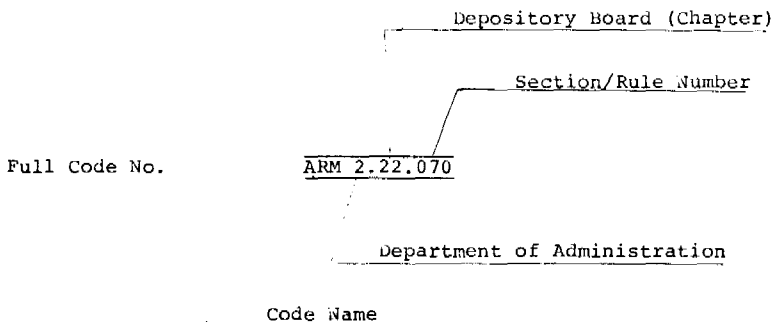 Depository Board (Chapter)
Section/Rule Number
Full Code No. ARM 2.22.070
Department of Administration
Code Name